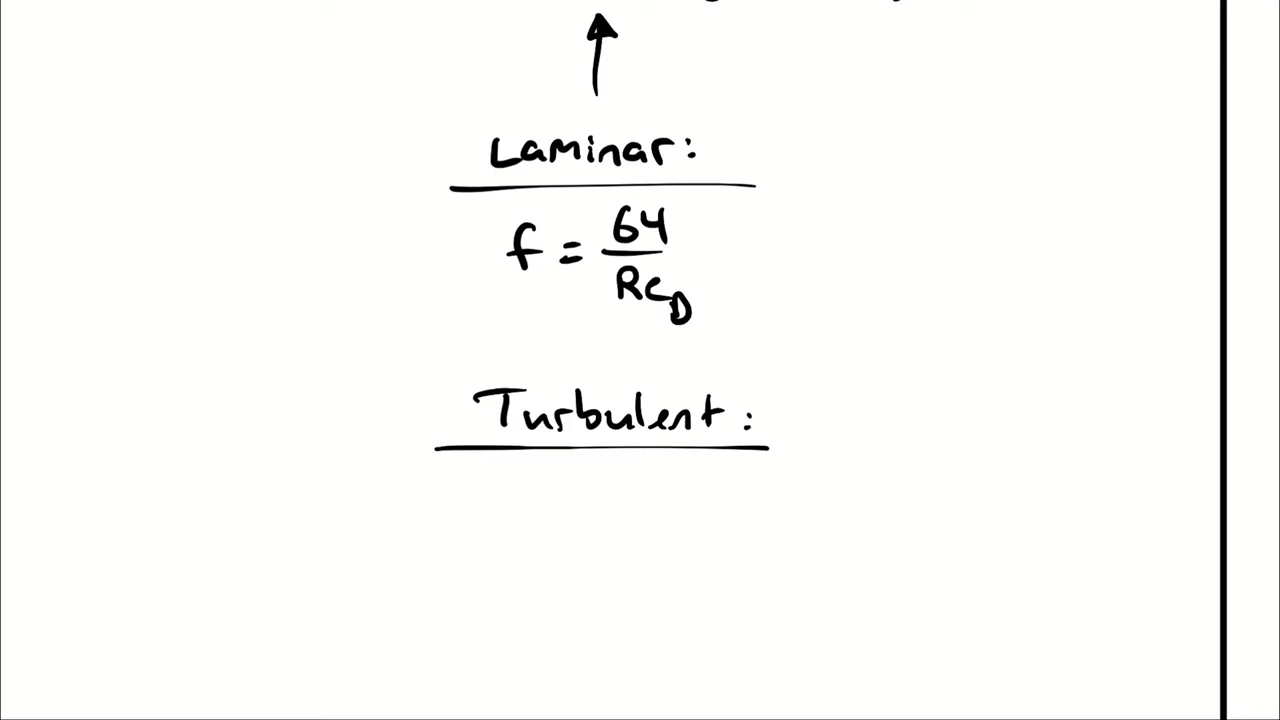 Laminar:
f = 64 / Re_D
Turbulent: